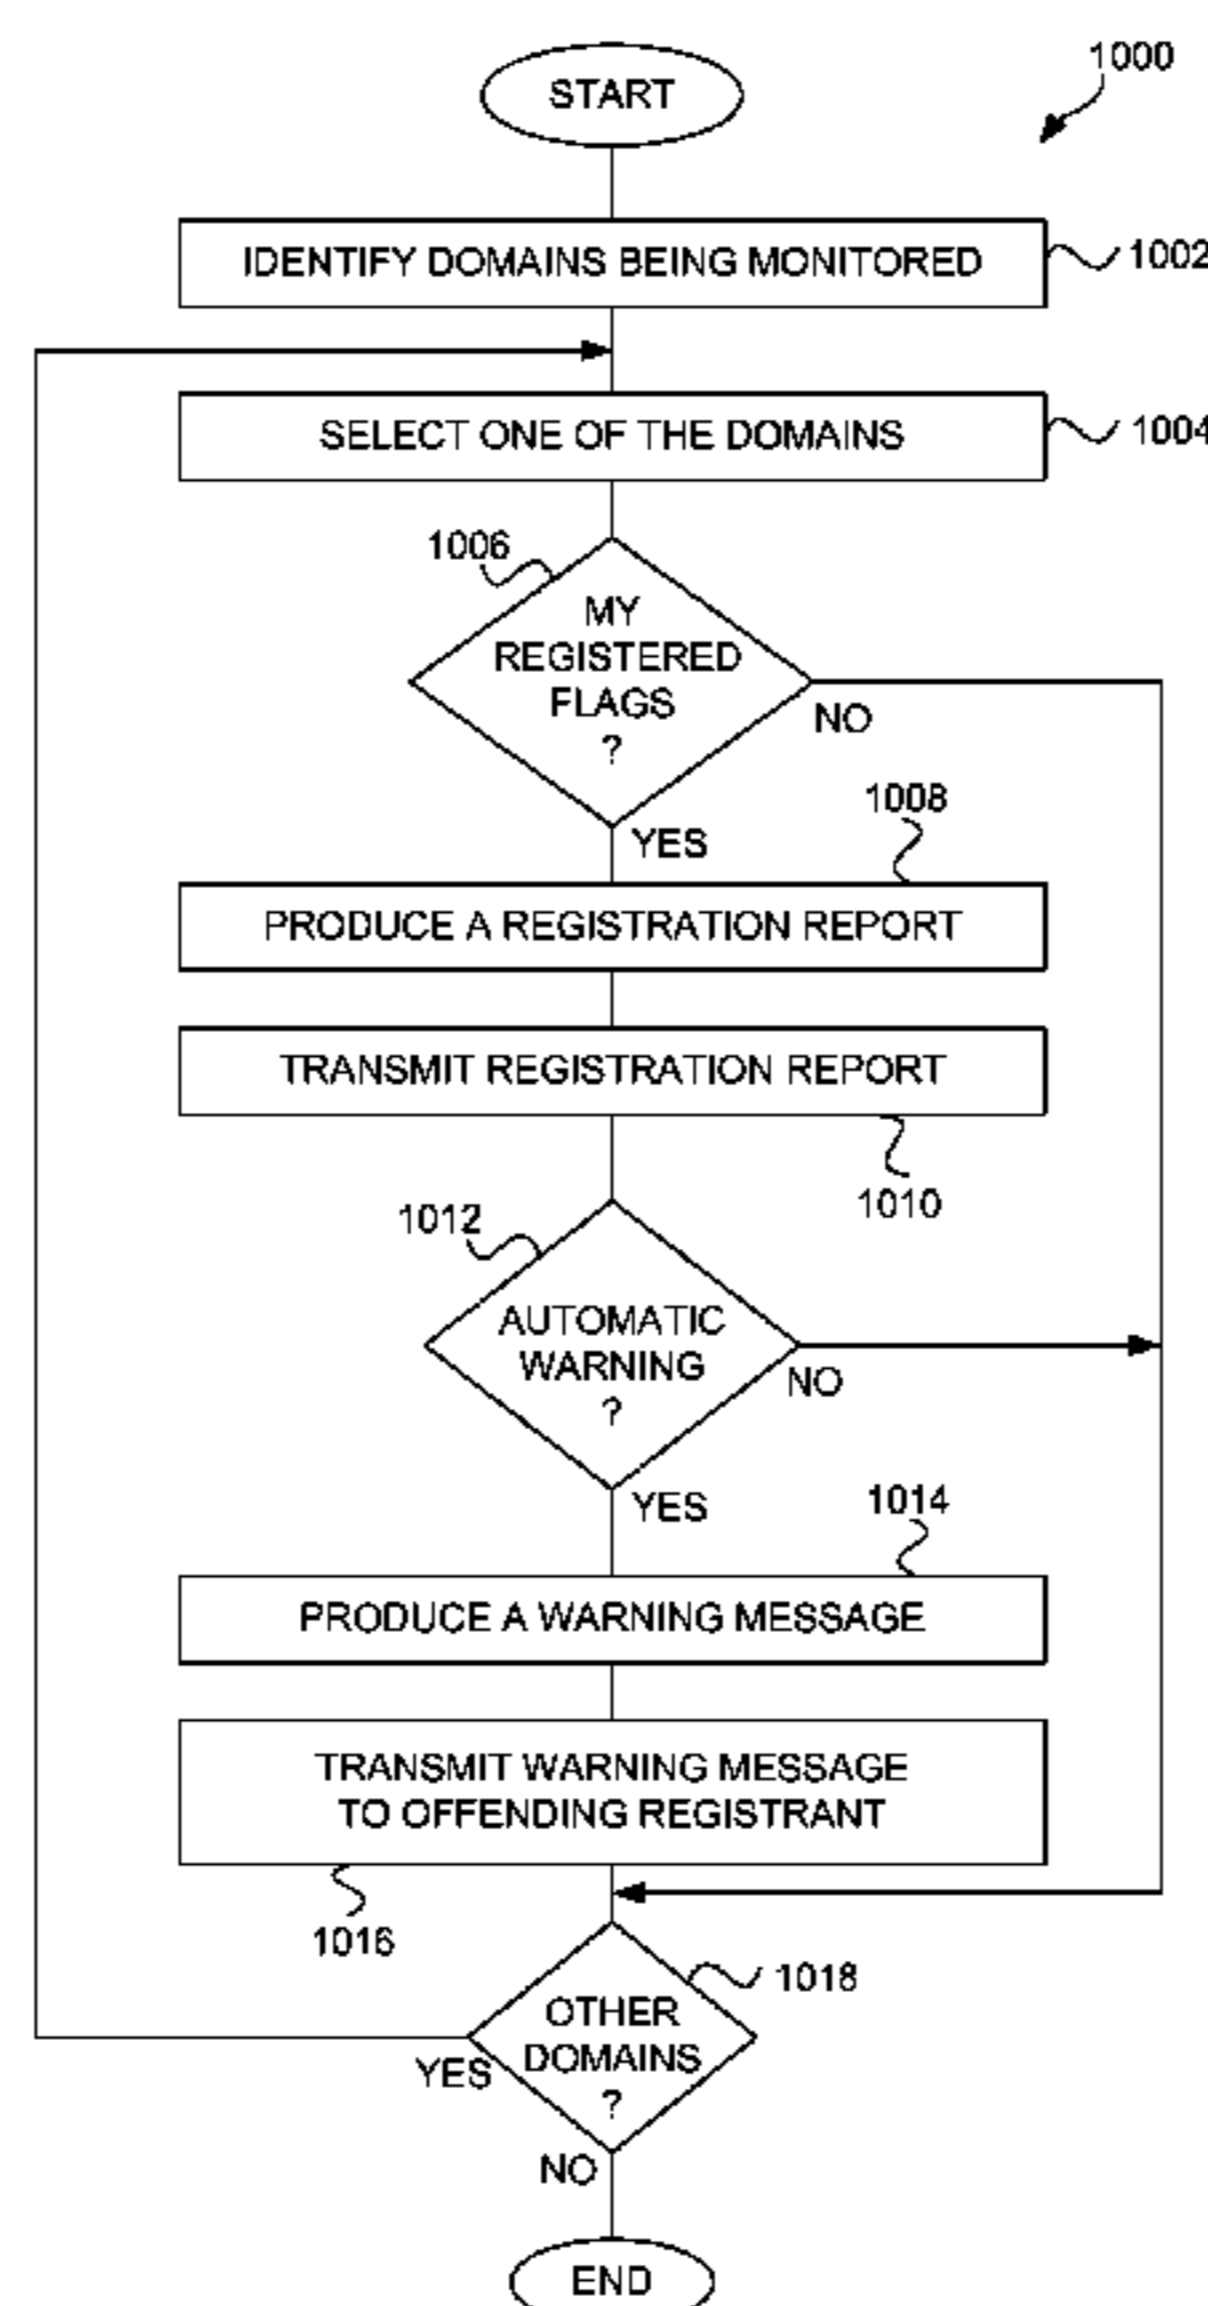 START
1000
IDENTIFY DOMAINS BEING MONITORED
1002
SELECT ONE OF THE DOMAINS
1004
1006
MY
REGISTERED
FLAGS
?
NO
YES
1008
PRODUCE A REGISTRATION REPORT
TRANSMIT REGISTRATION REPORT
1010
1012
AUTOMATIC
WARNING
?
NO
YES
1014
PRODUCE A WARNING MESSAGE
TRANSMIT WARNING MESSAGE
TO OFFENDING REGISTRANT
1016
1018
OTHER
DOMAINS
?
YES
NO
END